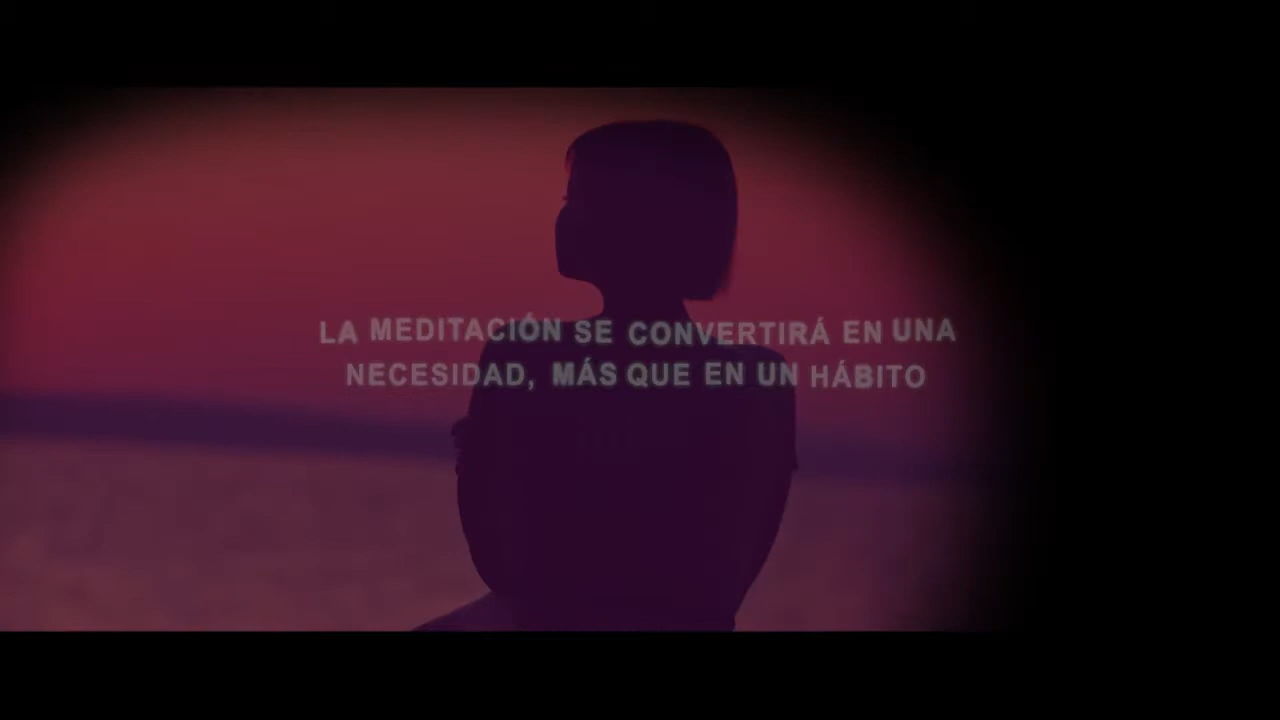 LA MEDITACIÓN SE CONVERTIRÁ EN UNA
NECESIDAD, MÁS QUE EN UN HÁBITO